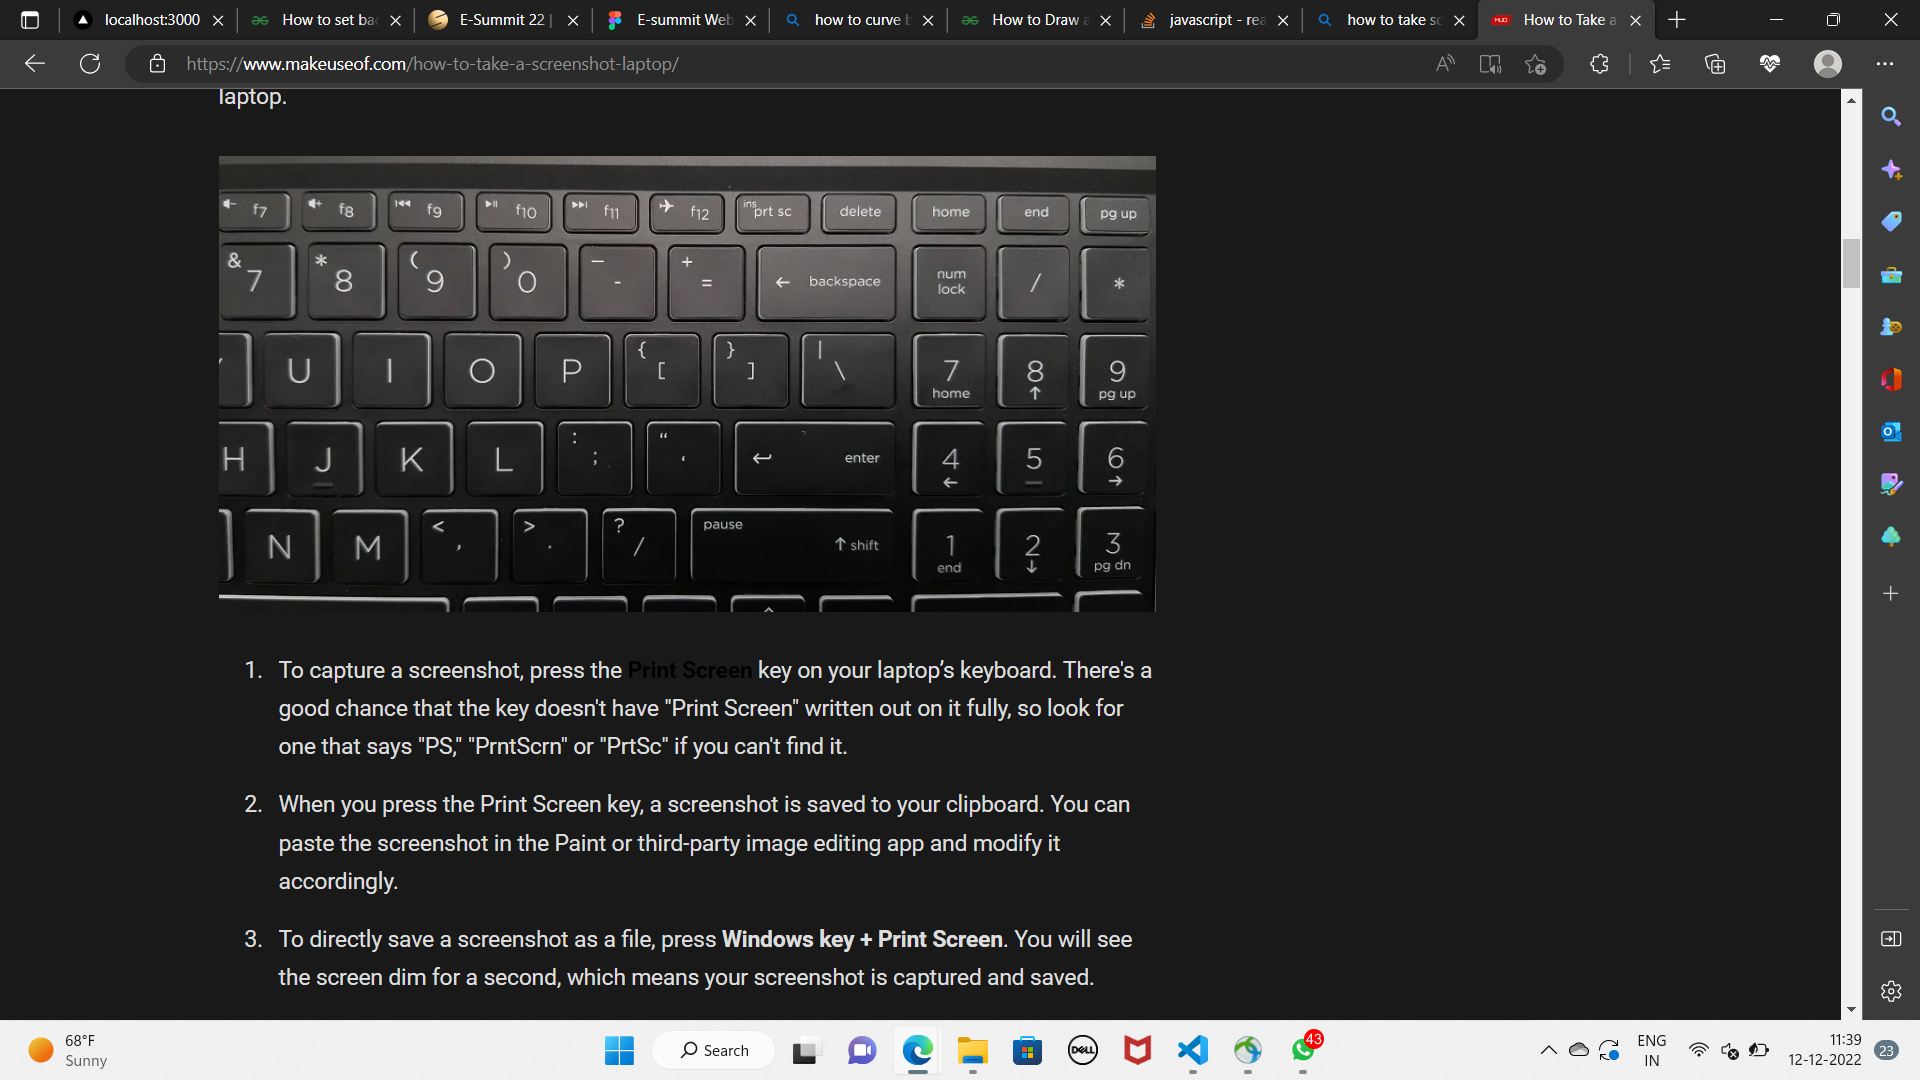 localhost:3000
How to set ba
E-Summit 22 |
E-summit Web
how to curve b
How to Draw a
javascript - rea
how to take sc
MUO How to Take a
https://www.makeuseof.com/how-to-take-a-screenshot-laptop/
laptop.
f7 f8 f9 f10 f11 f12 ins prt sc delete home end pg up
& 7 * 8 ( 9 ) 0 _ - + = ← backspace num lock / *
U I O P { [ } ] | \ 7 home 8 ↑ 9 pg up
H J K L : ; “ ‘ ↵ enter 4 ← 5 6 →
N M < , > . ? / pause ↑ shift 1 end 2 ↓ 3 pg dn
1. To capture a screenshot, press the Print Screen key on your laptop’s keyboard. There's a
good chance that the key doesn't have "Print Screen" written out on it fully, so look for
one that says "PS," "PrntScrn" or "PrtSc" if you can't find it.
2. When you press the Print Screen key, a screenshot is saved to your clipboard. You can
paste the screenshot in the Paint or third-party image editing app and modify it
accordingly.
3. To directly save a screenshot as a file, press Windows key + Print Screen. You will see
the screen dim for a second, which means your screenshot is captured and saved.
68°F
Sunny
Search
DELL
43
ENG
IN
11:39
12-12-2022
23